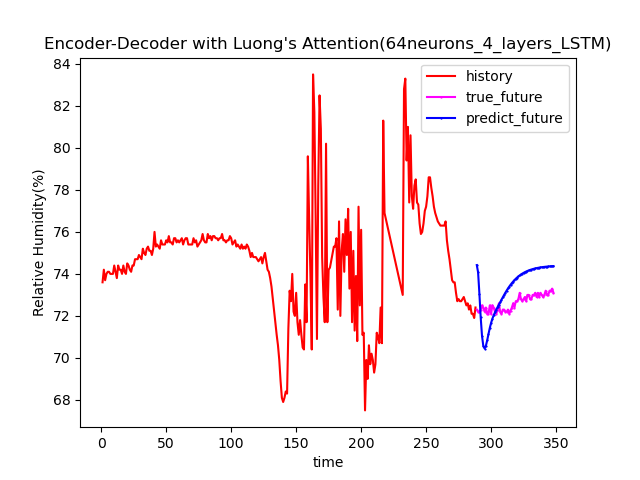 Encoder-Decoder with Luong's Attention(64neurons_4_layers_LSTM)
history
true_future
predict_future
Relative Humidity(%)
84
82
80
78
76
74
72
70
68
0 50 100 150 200 250 300 350
time